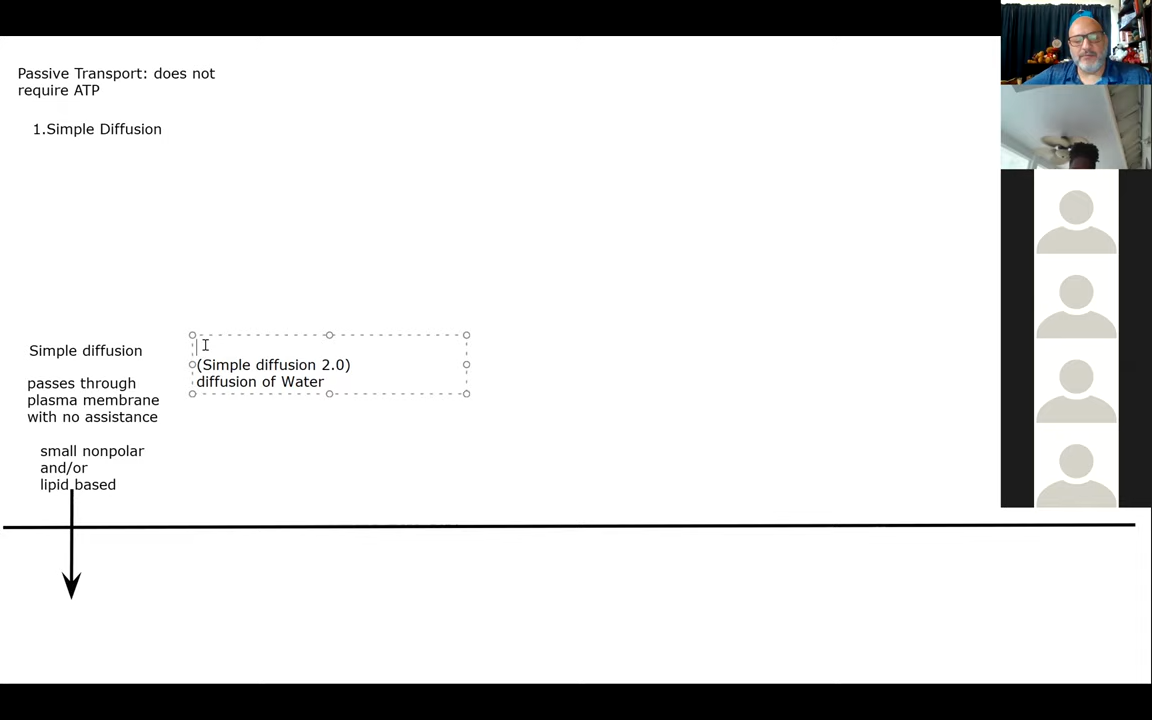 Passive Transport: does not
require ATP
1.Simple Diffusion
Simple diffusion
passes through
plasma membrane
with no assistance
small nonpolar
and/or
lipid based
(Simple diffusion 2.0)
diffusion of Water